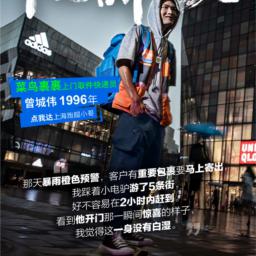 adidas
菜鸟裹裹上门取件快递员
曾城伟 1996年
点我达上海跑腿小哥
UNI
QLO
那天暴雨橙色预警，客户有重要包裹要马上寄出
我踩着小电驴游了5条街，
好不容易在2小时内赶到，
看到他开门那一瞬间惊喜的样子，
我觉得这一身没有白湿。